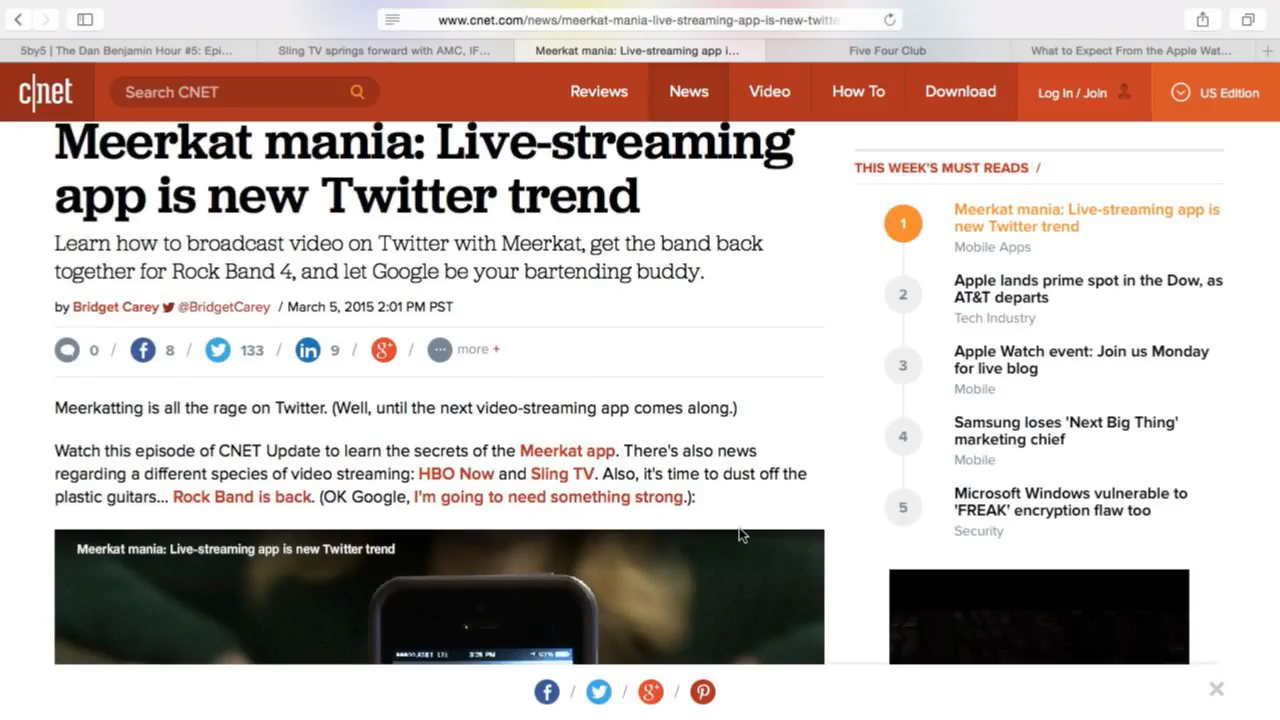 www.cnet.com/news/meerkat-mania-live-streaming-app-is-new-twitte
5by5 | The Dan Benjamin Hour #5: Epi...
Sling TV springs forward with AMC, IF...
Meerkat mania: Live-streaming app i...
Five Four Club
What to Expect From the Apple Wat...
c|net
Search CNET
Reviews
News
Video
How To
Download
Log In / Join
US Edition
Meerkat mania: Live-streaming
app is new Twitter trend
Learn how to broadcast video on Twitter with Meerkat, get the band back
together for Rock Band 4, and let Google be your bartending buddy.
by Bridget Carey @BridgetCarey / March 5, 2015 2:01 PM PST
0 / f 8 / 133 / in 9 / g+ / ... more +
Meerkatting is all the rage on Twitter. (Well, until the next video-streaming app comes along.)
Watch this episode of CNET Update to learn the secrets of the Meerkat app. There's also news
regarding a different species of video streaming: HBO Now and Sling TV. Also, it's time to dust off the
plastic guitars... Rock Band is back. (OK Google, I'm going to need something strong.):
Meerkat mania: Live-streaming app is new Twitter trend
AT&T LTE 3:28 PM 93%
THIS WEEK'S MUST READS /
1
Meerkat mania: Live-streaming app is
new Twitter trend
Mobile Apps
2
Apple lands prime spot in the Dow, as
AT&T departs
Tech Industry
3
Apple Watch event: Join us Monday
for live blog
Mobile
4
Samsung loses 'Next Big Thing'
marketing chief
Mobile
5
Microsoft Windows vulnerable to
'FREAK' encryption flaw too
Security
f / / g+ /